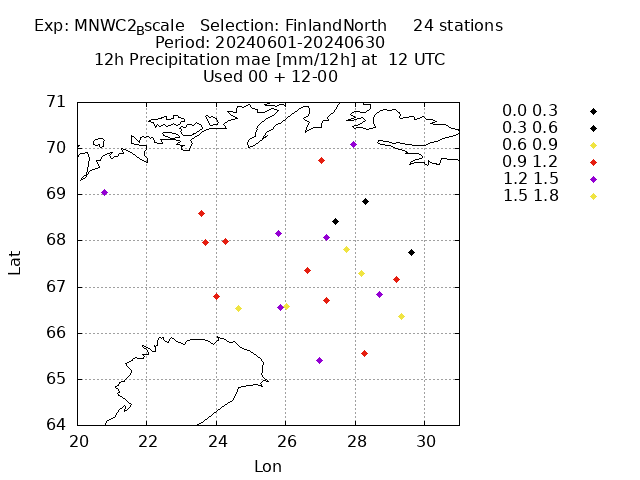 Exp: MNWC2Bscale   Selection: FinlandNorth     24 stations
Period: 20240601-20240630
12h Precipitation mae [mm/12h] at  12 UTC
Used 00 + 12-00
71
70
69
68
67
66
65
64
Lat
20 22 24 26 28 30
Lon
0.0 0.3
0.3 0.6
0.6 0.9
0.9 1.2
1.2 1.5
1.5 1.8